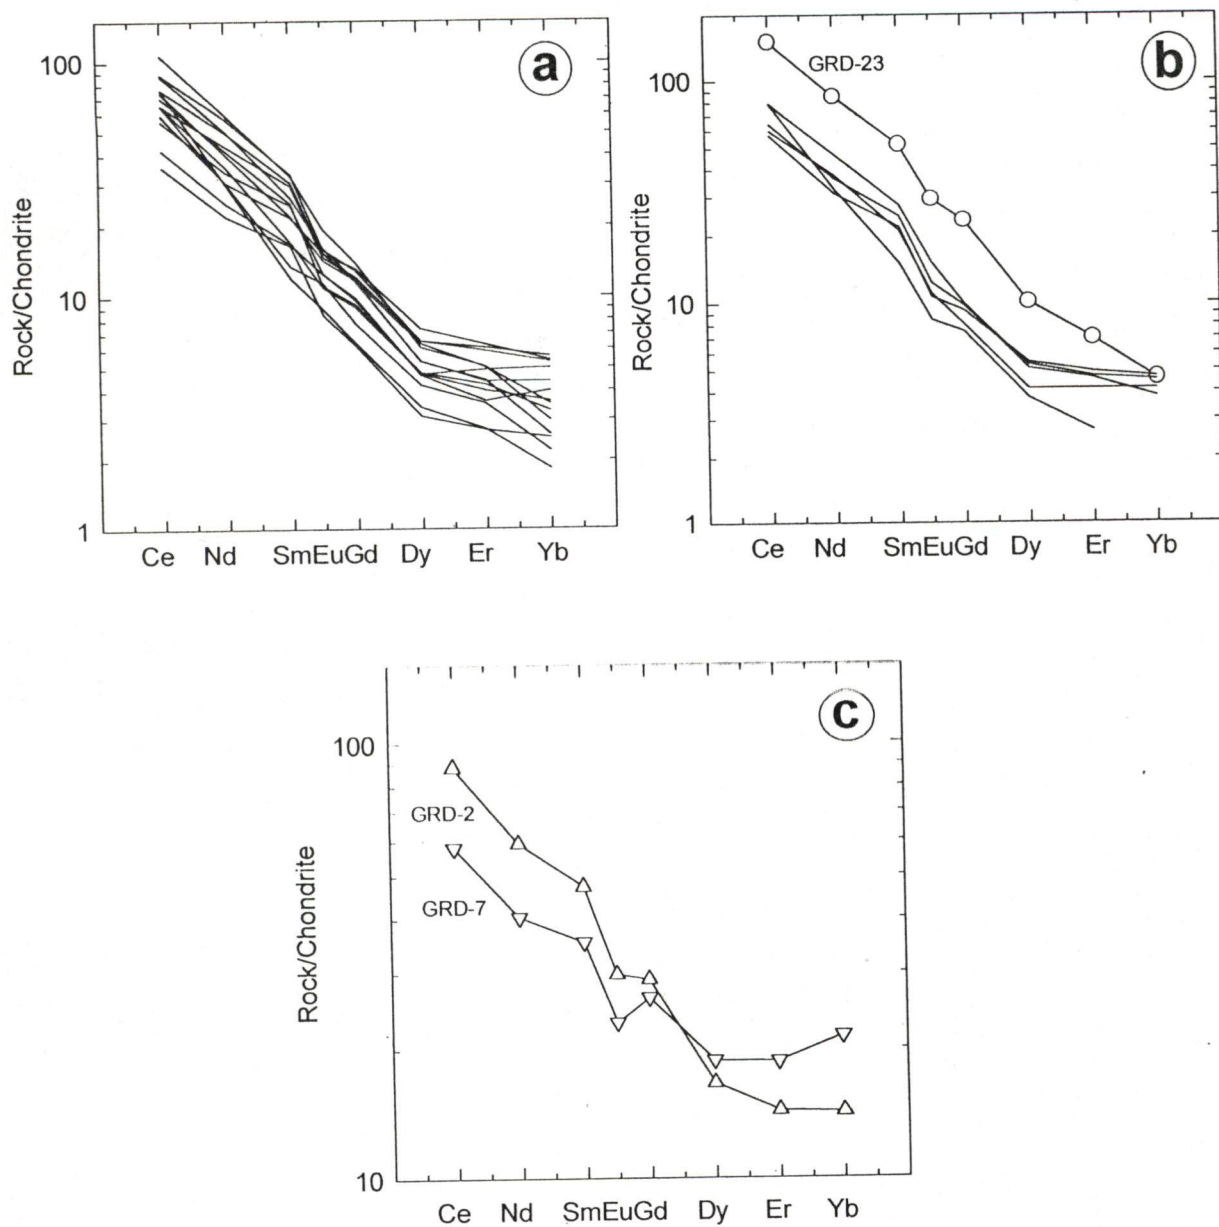 a
100
10
1
Rock/Chondrite
Ce Nd SmEuGd Dy Er Yb
b
GRD-23
100
10
1
Rock/Chondrite
Ce Nd SmEuGd Dy Er Yb
c
100
GRD-2
GRD-7
10
Rock/Chondrite
Ce Nd SmEuGd Dy Er Yb